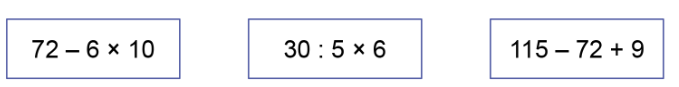 72 – 6 × 10
30 : 5 × 6
115 – 72 + 9